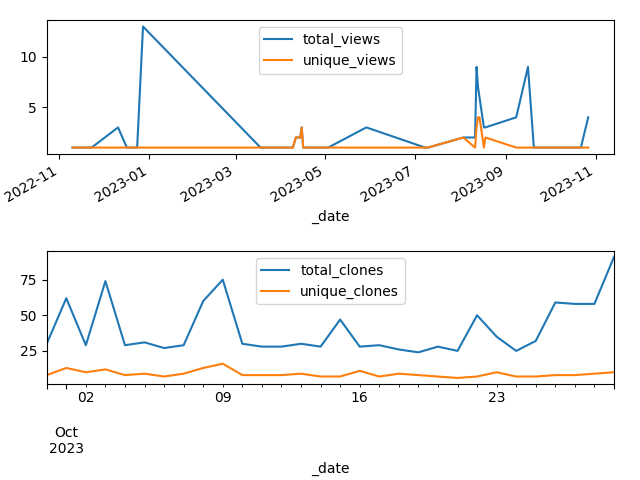 10
5
total_views
unique_views
2022-11
2023-01
2023-03
2023-05
2023-07
2023-09
2023-11
_date
75
50
25
total_clones
unique_clones
02
09
16
23
Oct
2023
_date